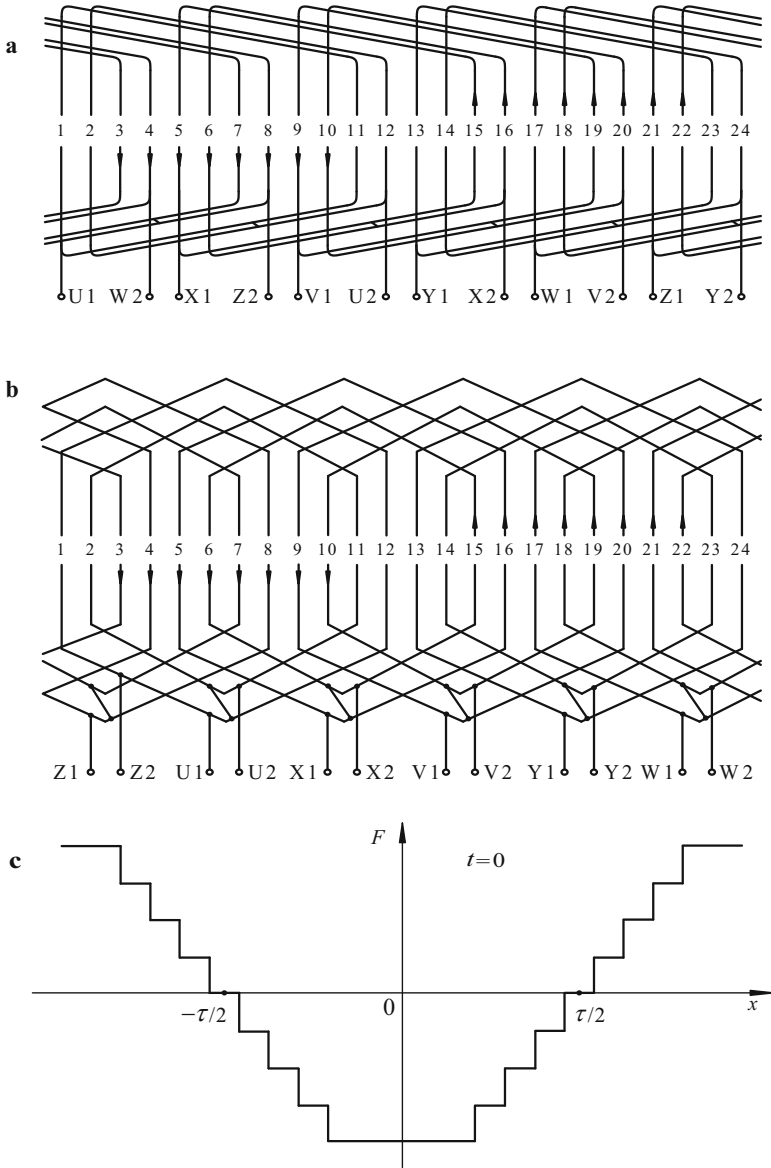 a
1 2 3 4 5 6 7 8 9 10 11 12 13 14 15 16 17 18 19 20 21 22 23 24
U1 W2 X1 Z2 V1 U2 Y1 X2 W1 V2 Z1 Y2
b
1 2 3 4 5 6 7 8 9 10 11 12 13 14 15 16 17 18 19 20 21 22 23 24
Z1 Z2 U1 U2 X1 X2 V1 V2 Y1 Y2 W1 W2
c
F t=0
−τ/2 0 τ/2 x